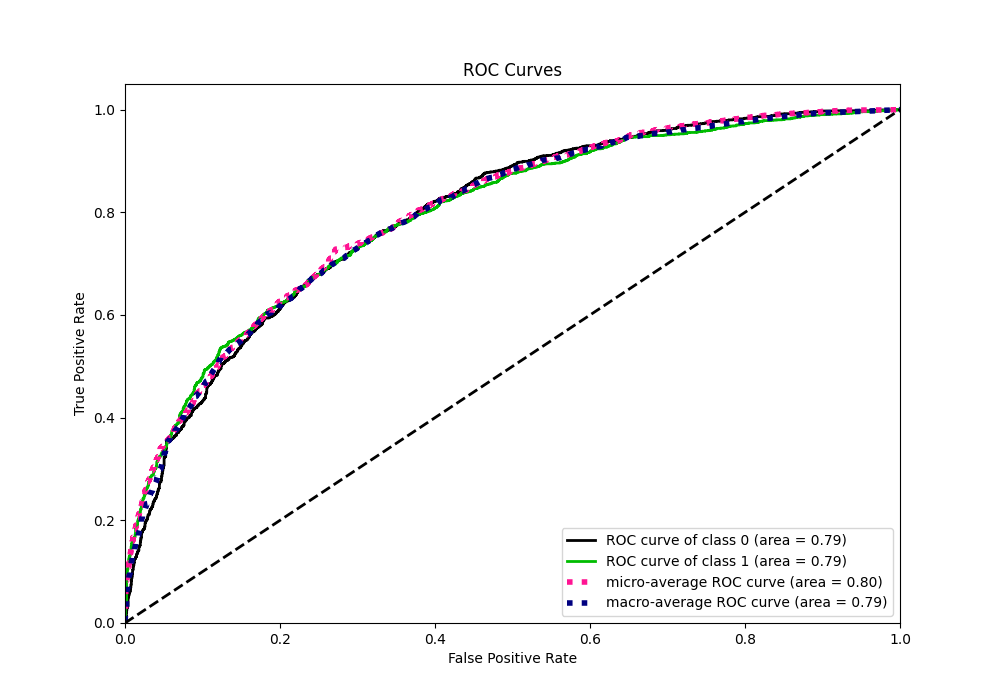 ROC Curves
True Positive Rate
1.0
0.8
0.6
0.4
0.2
0.0
ROC curve of class 0 (area = 0.79)
ROC curve of class 1 (area = 0.79)
micro-average ROC curve (area = 0.80)
macro-average ROC curve (area = 0.79)
0.0 0.2 0.4 0.6 0.8 1.0
False Positive Rate